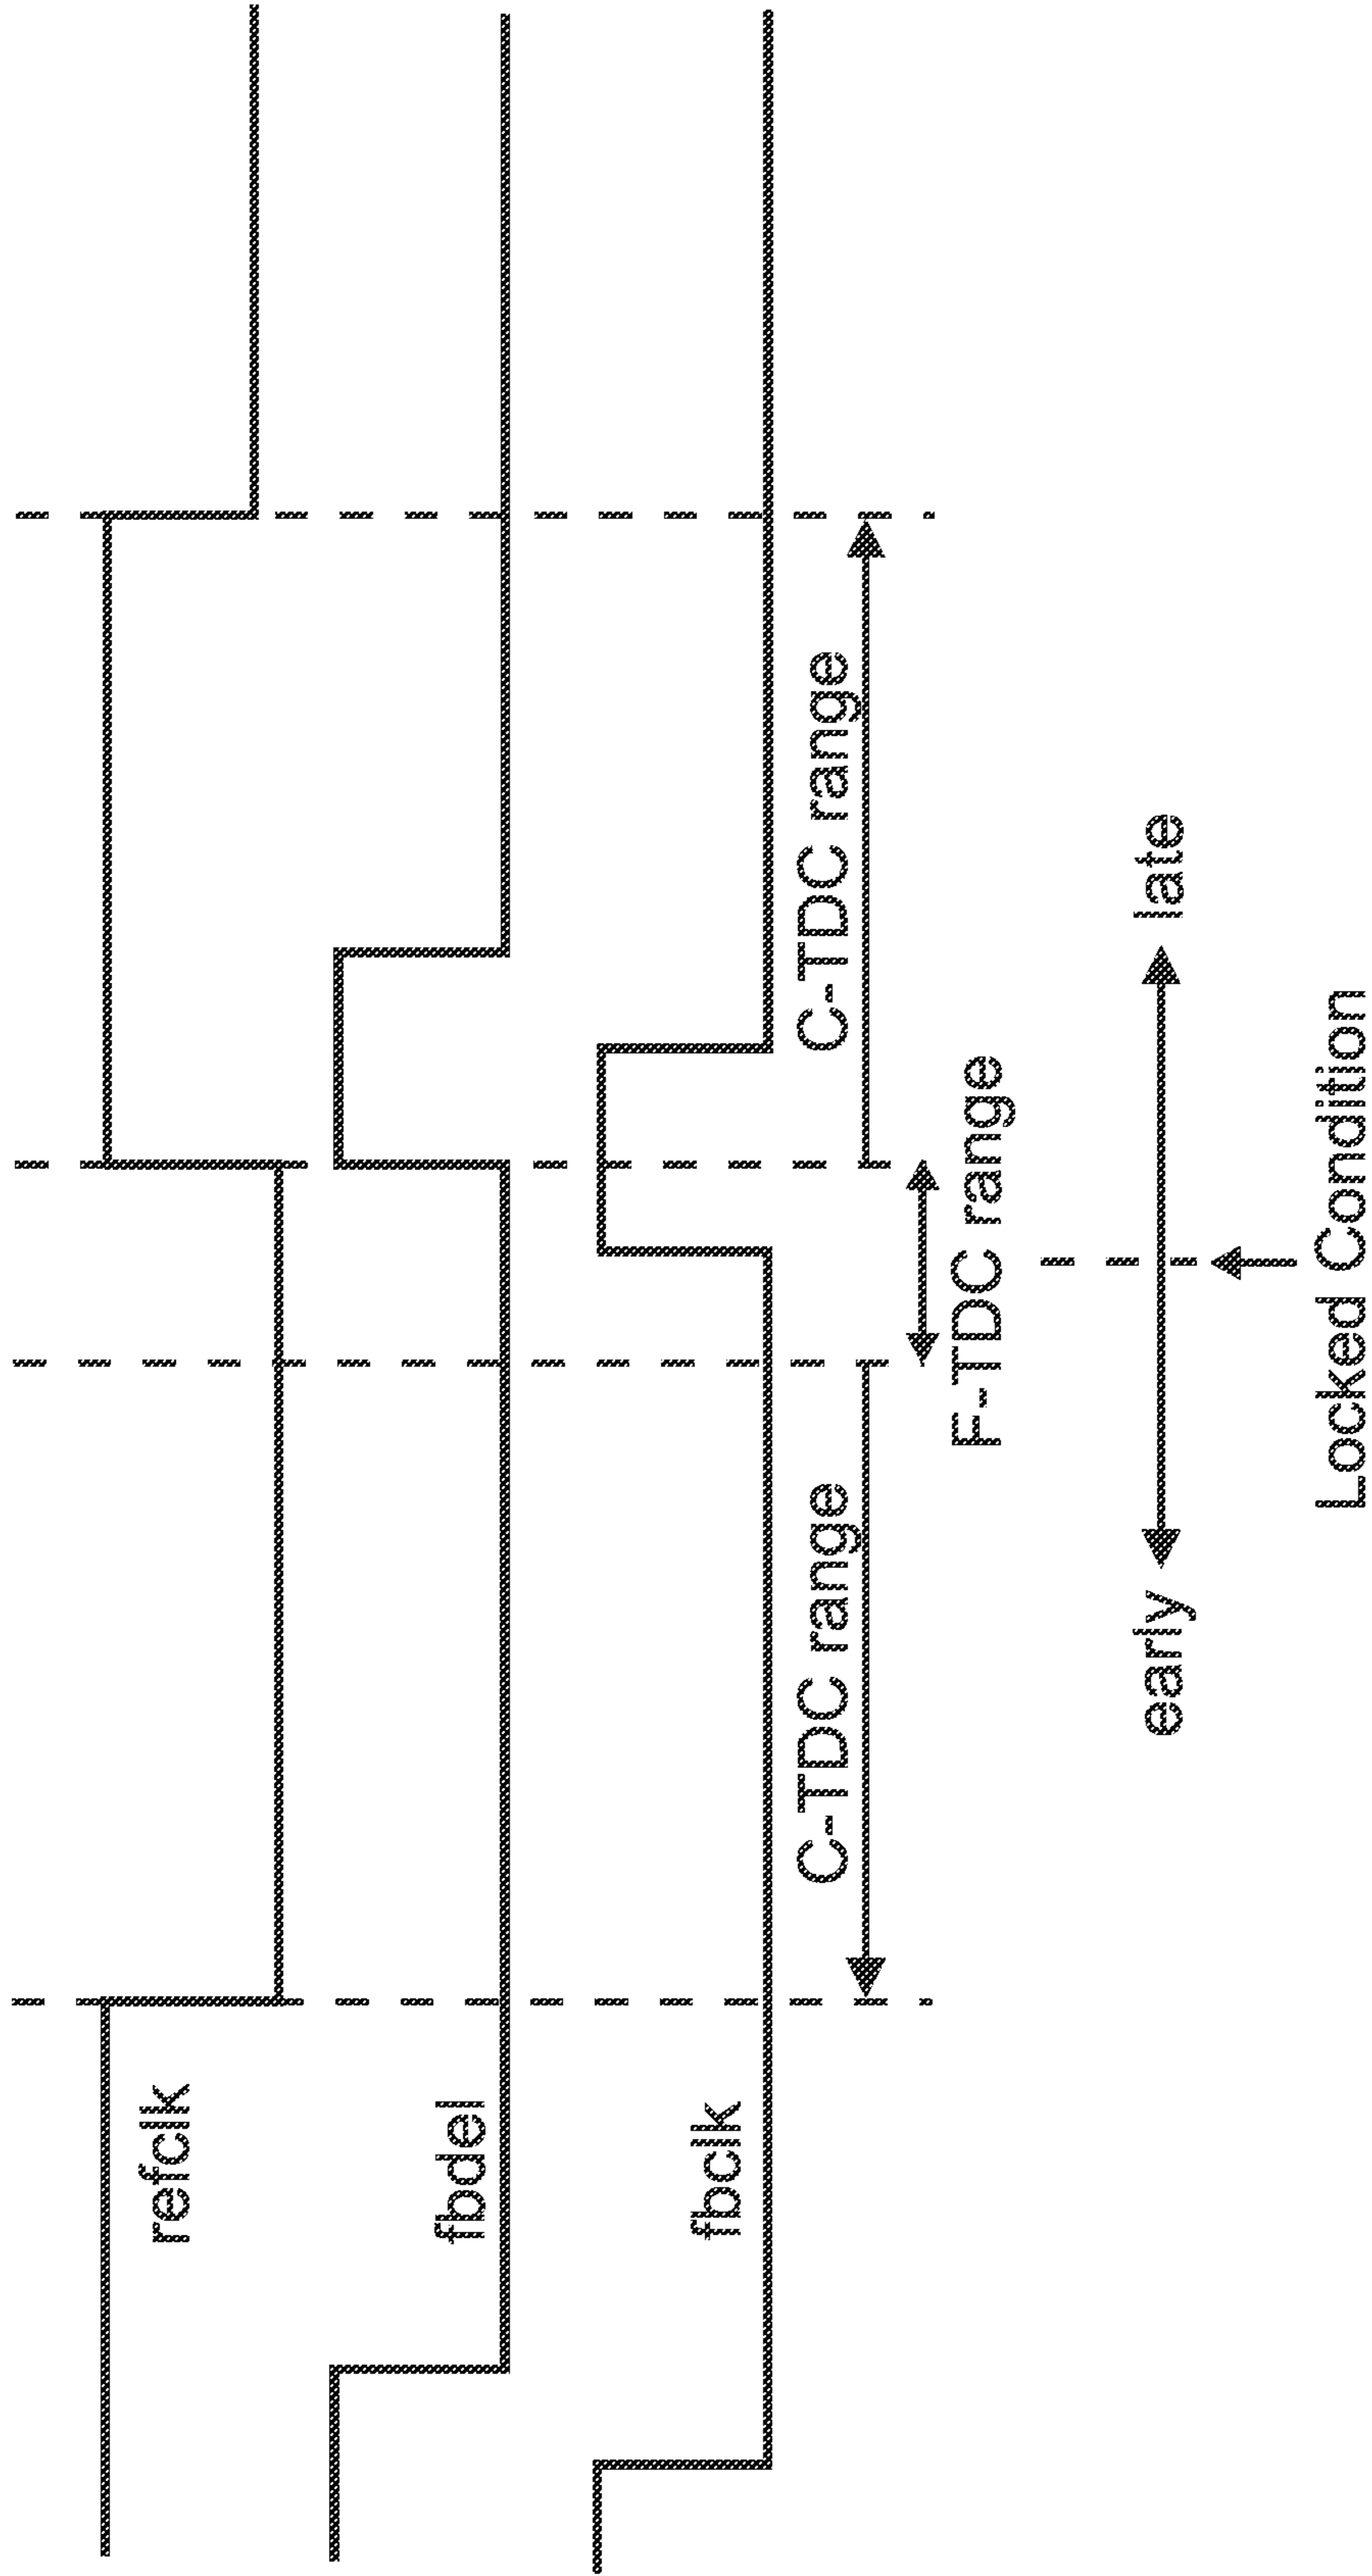 refclk
fbdel
fbclk
C-TDC range
C-TDC range
F-TDC range
early
late
Locked Condition